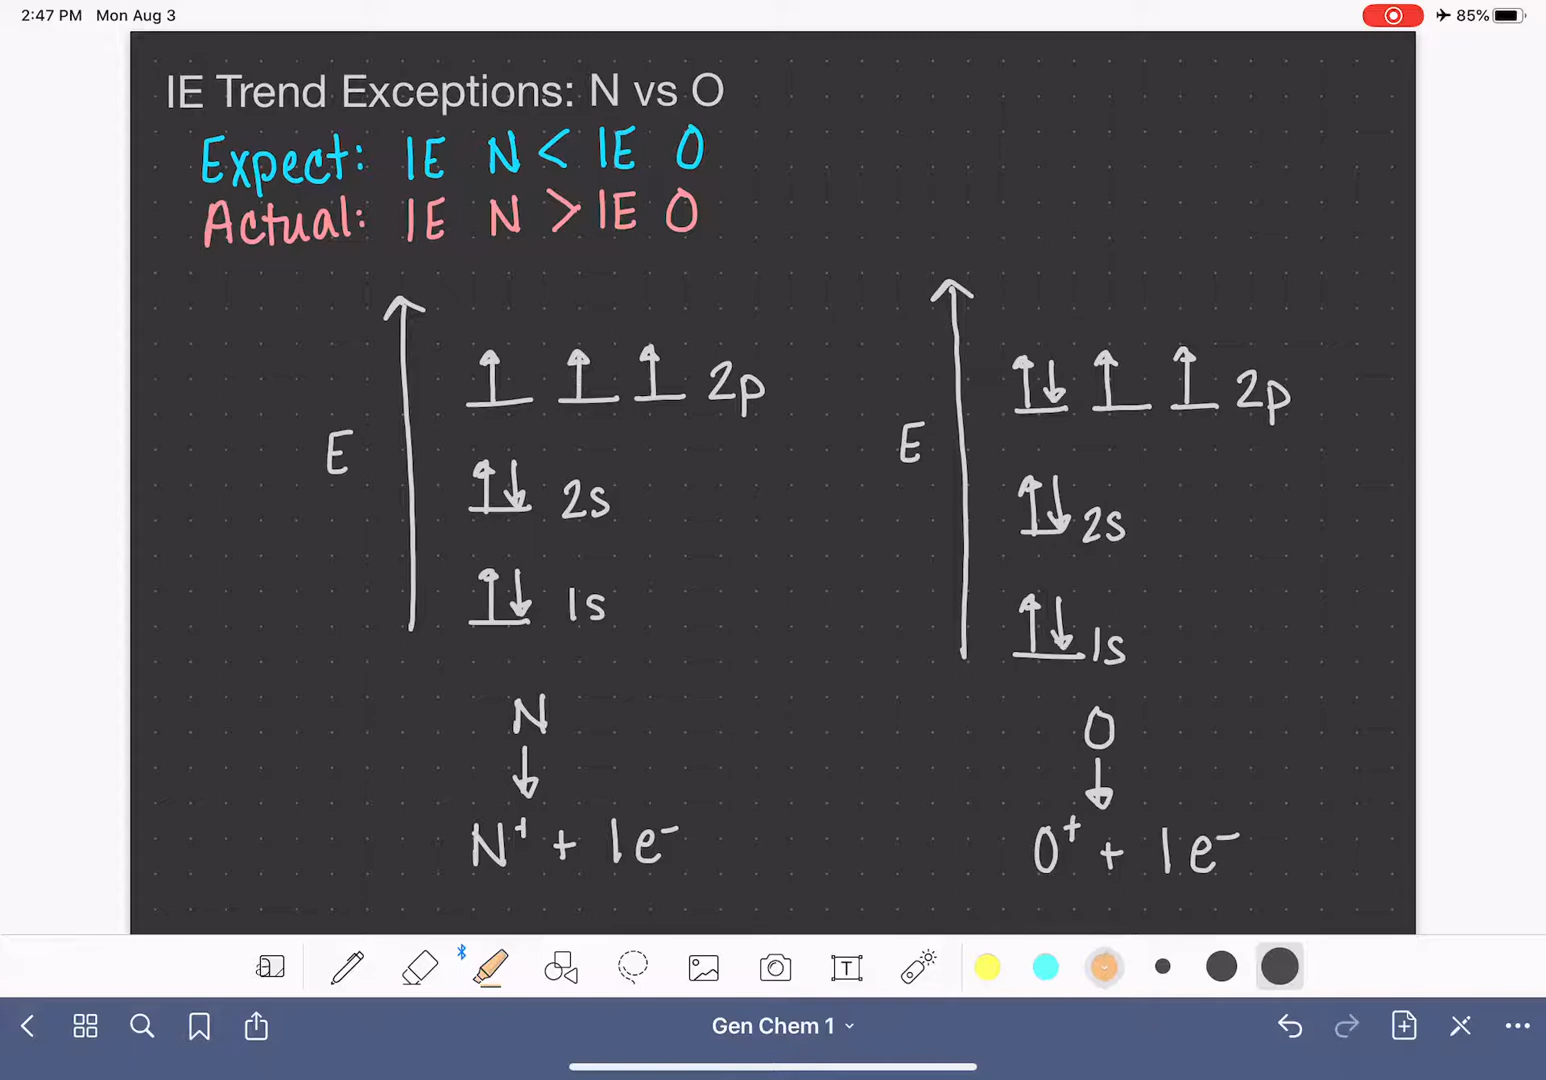 2:47 PM Mon Aug 3
85%
IE Trend Exceptions: N vs O
Expect: IE N < IE O
Actual: IE N > IE O
E
2p
2s
1s
N
↓
N⁺ + 1e⁻
E
2p
2s
1s
O
↓
O⁺ + 1e⁻
T
Gen Chem 1